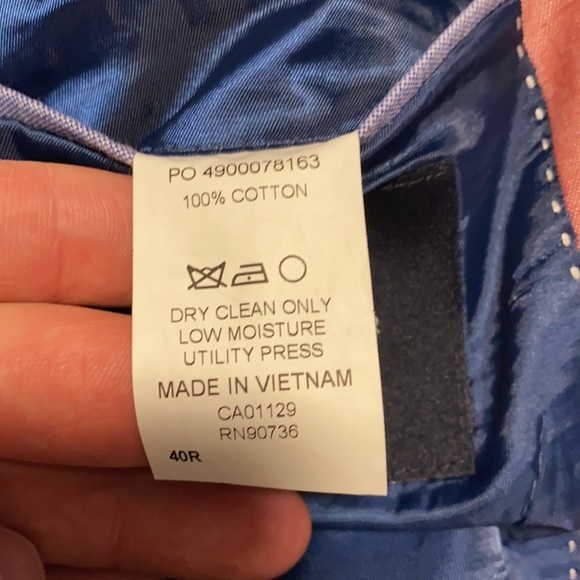 PO 4900078163
100% COTTON
DRY CLEAN ONLY
LOW MOISTURE
UTILITY PRESS
MADE IN VIETNAM
CA01129
RN90736
40R